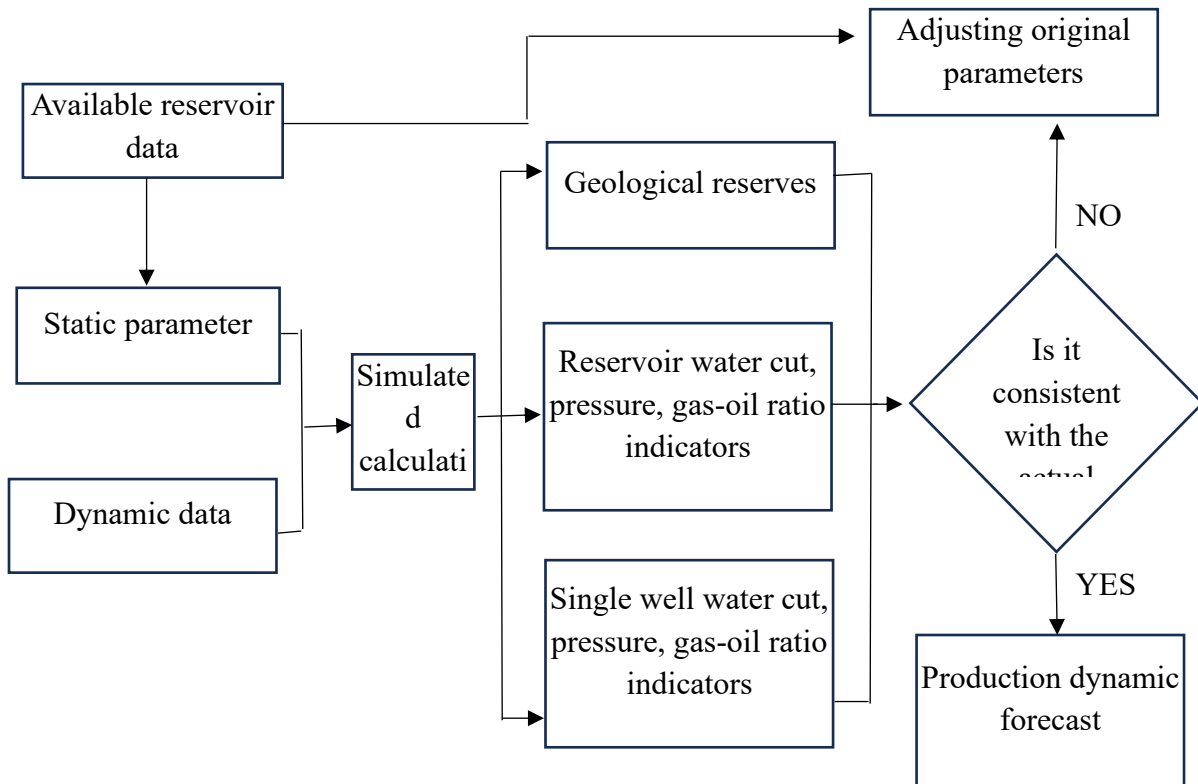 Adjusting original
parameters
Available reservoir
data
Geological reserves
NO
Static parameter
Simulate
d
calculati
Reservoir water cut,
pressure, gas-oil ratio
indicators
Is it
consistent
with the
Dynamic data
Single well water cut,
pressure, gas-oil ratio
indicators
YES
Production dynamic
forecast